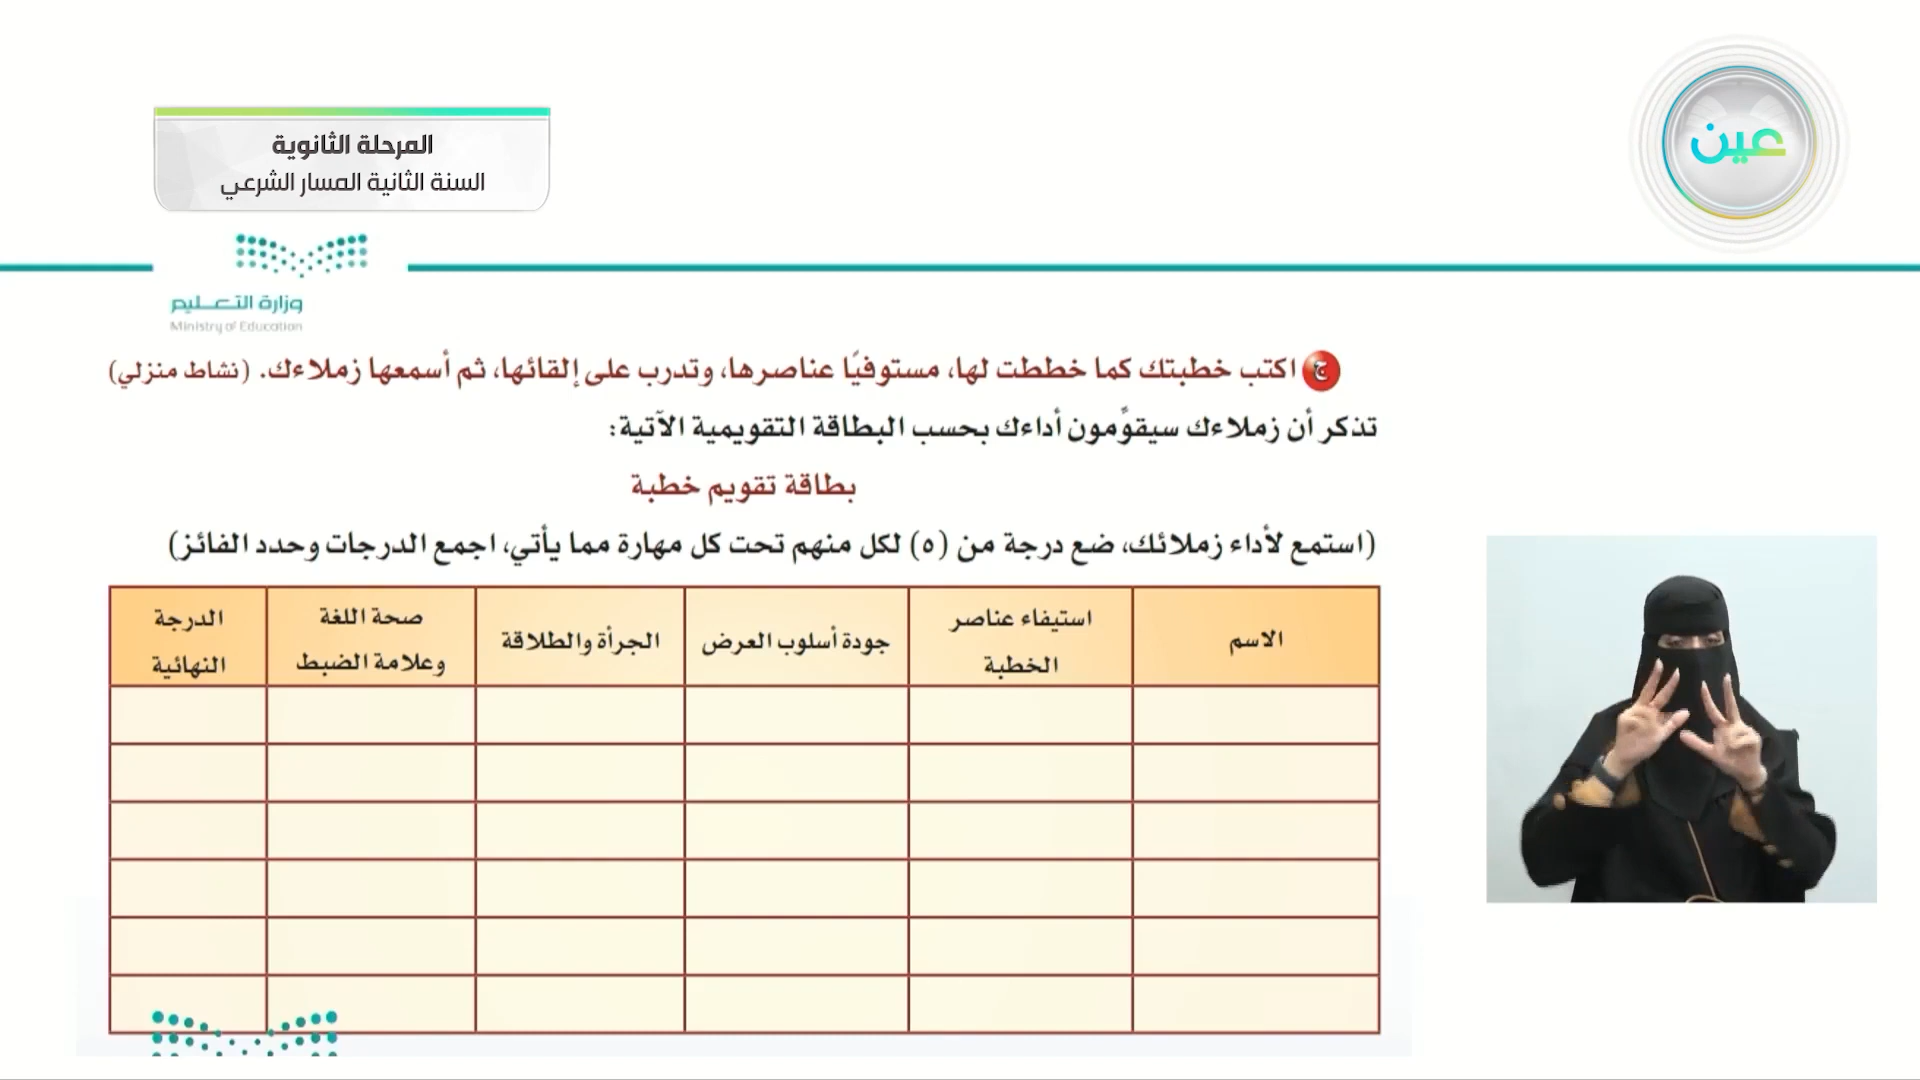 عين
المرحلة الثانوية
السنة الثانية المسار الشرعي
وزارة التعـــليم
Ministry of Education
ج اكتب خطبتك كما خططت لها، مستوفيًا عناصرها، وتدرب على إلقائها، ثم أسمعها زملاءك. (نشاط منزلي)
تذكر أن زملاءك سيقوِّمون أداءك بحسب البطاقة التقويمية الآتية:
بطاقة تقويم خطبة
(استمع لأداء زملائك، ضع درجة من (٥) لكل منهم تحت كل مهارة مما يأتي، اجمع الدرجات وحدد الفائز)
الاسم
استيفاء عناصر
الخطبة
جودة أسلوب العرض
الجرأة والطلاقة
صحة اللغة
وعلامة الضبط
الدرجة
النهائية